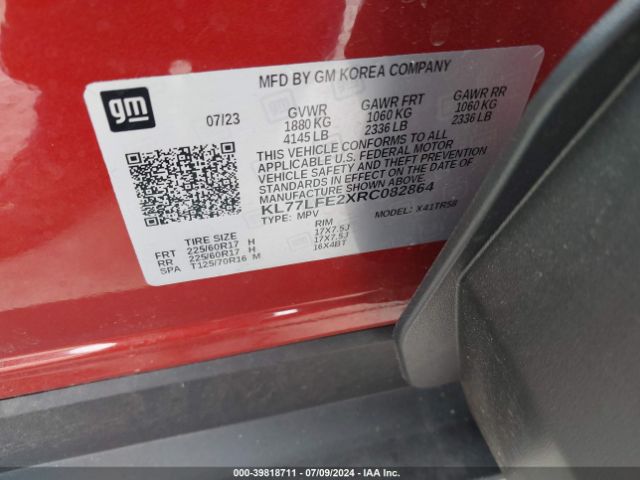 MFD BY GM KOREA COMPANY
gm
07/23
GVWR
1880 KG
4145 LB
GAWR FRT
1060 KG
2336 LB
GAWR RR
1060 KG
2336 LB
THIS VEHICLE CONFORMS TO ALL
APPLICABLE U.S. FEDERAL MOTOR
VEHICLE SAFETY AND THEFT PREVENTION
STANDARDS IN EFFECT ON THE DATE OF
MANUFACTURE SHOWN ABOVE.
KL77LFE2XRC082864
TYPE: MPV
MODEL: X41TR58
TIRE SIZE
RIM
FRT 225/60R17 H 17X7.5J
RR 225/60R17 H 17X7.5J
SPA T125/70R16 M 16X4BT
000-39818711 / 07/09/2024 - IAA Inc.